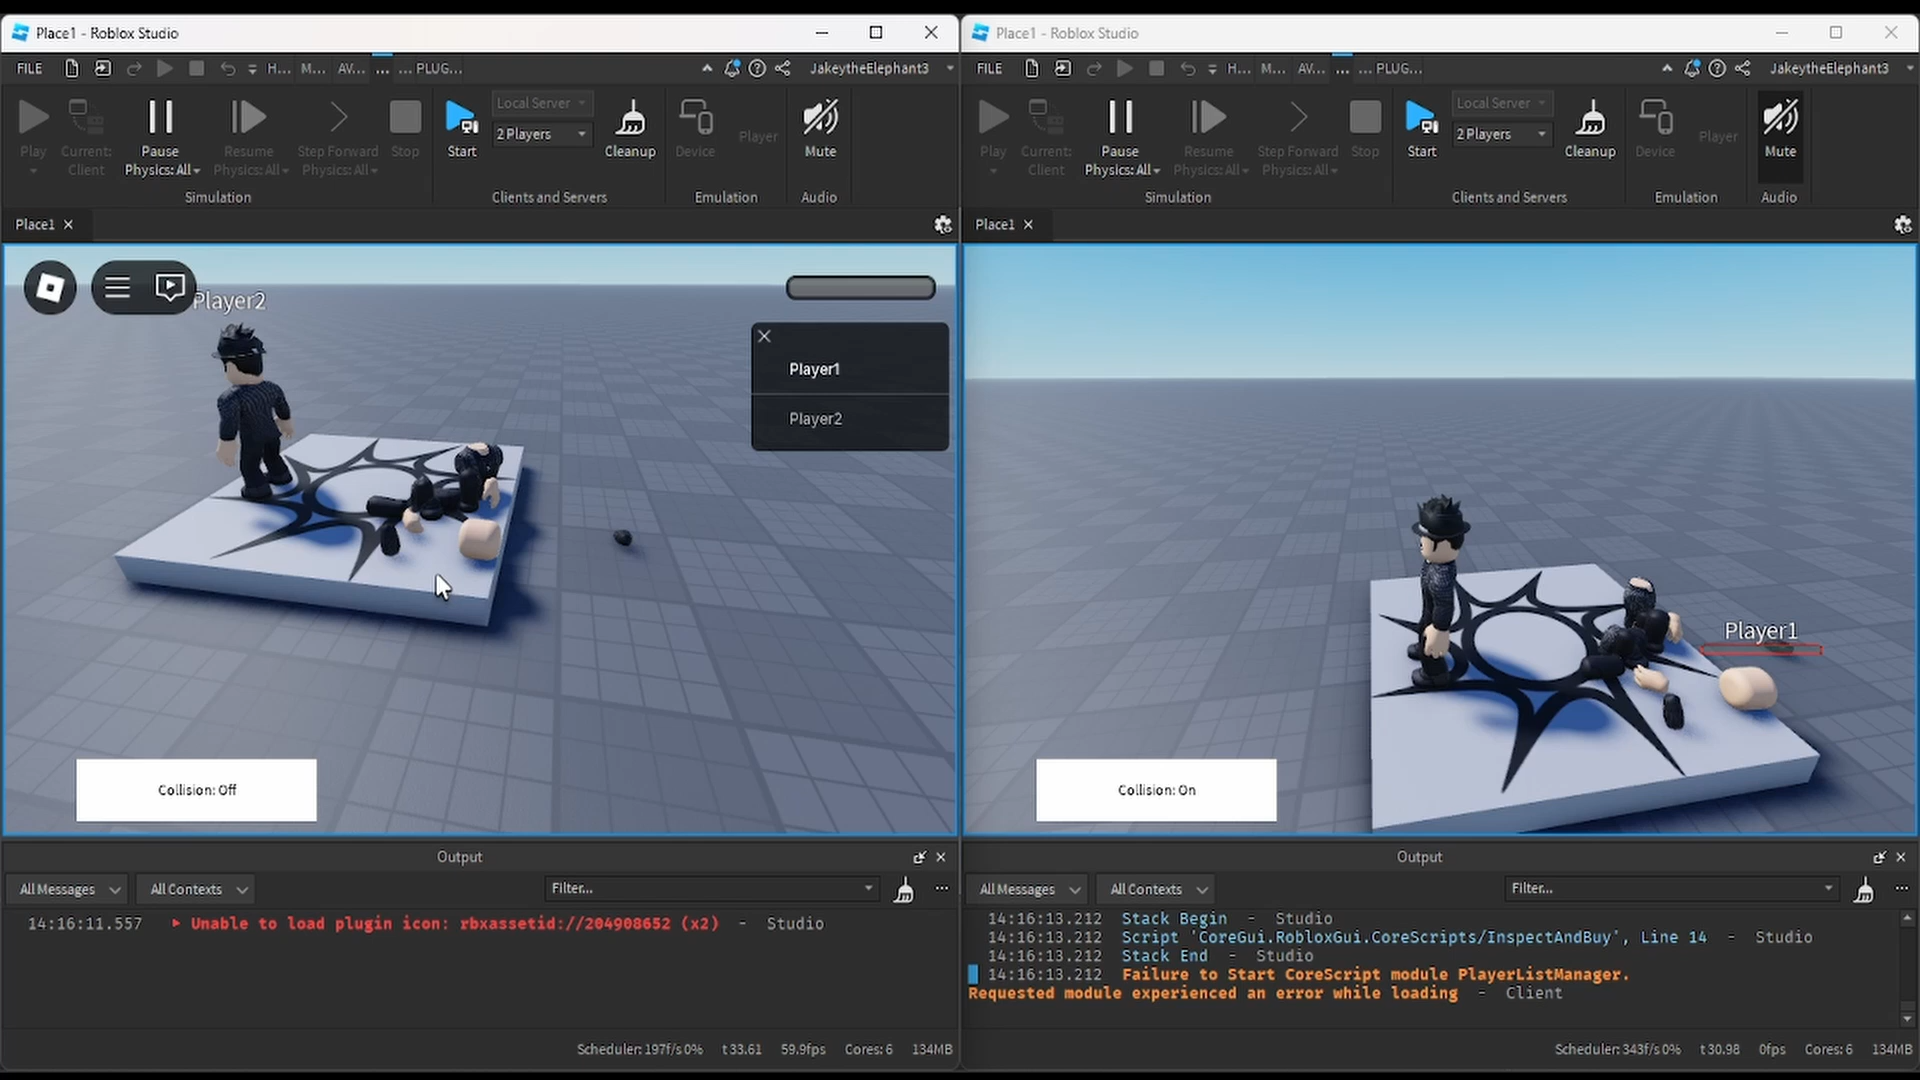 Place1 - Roblox Studio
FILE H... M... AV... ... ... PLUG... JakeytheElephant3
Play Current: Client Pause Physics: All Resume Physics: All Step Forward Physics: All Stop Start Local Server 2 Players Cleanup Device Player Mute
Simulation Clients and Servers Emulation Audio
Place1
Player2
Player1
Player2
Collision: Off
Output
All Messages All Contexts Filter... ...
14:16:11.557 Unable to load plugin icon: rbxassetid://204908652 (x2) - Studio
Scheduler: 197f/s 0% t 33.61 59.9fps Cores: 6 134MB
Place1 - Roblox Studio
FILE H... M... AV... ... ... PLUG... JakeytheElephant3
Play Current: Client Pause Physics: All Resume Physics: All Step Forward Physics: All Stop Start Local Server 2 Players Cleanup Device Player Mute
Simulation Clients and Servers Emulation Audio
Place1
Player1
Collision: On
Output
All Messages All Contexts Filter... ...
14:16:13.212 Stack Begin - Studio
14:16:13.212 Script 'CoreGui.RobloxGui.CoreScripts/InspectAndBuy', Line 14 - Studio
14:16:13.212 Stack End - Studio
14:16:13.212 Failure to Start CoreScript module PlayerListManager.
Requested module experienced an error while loading - Client
Scheduler: 343f/s 0% t 30.98 0fps Cores: 6 134MB